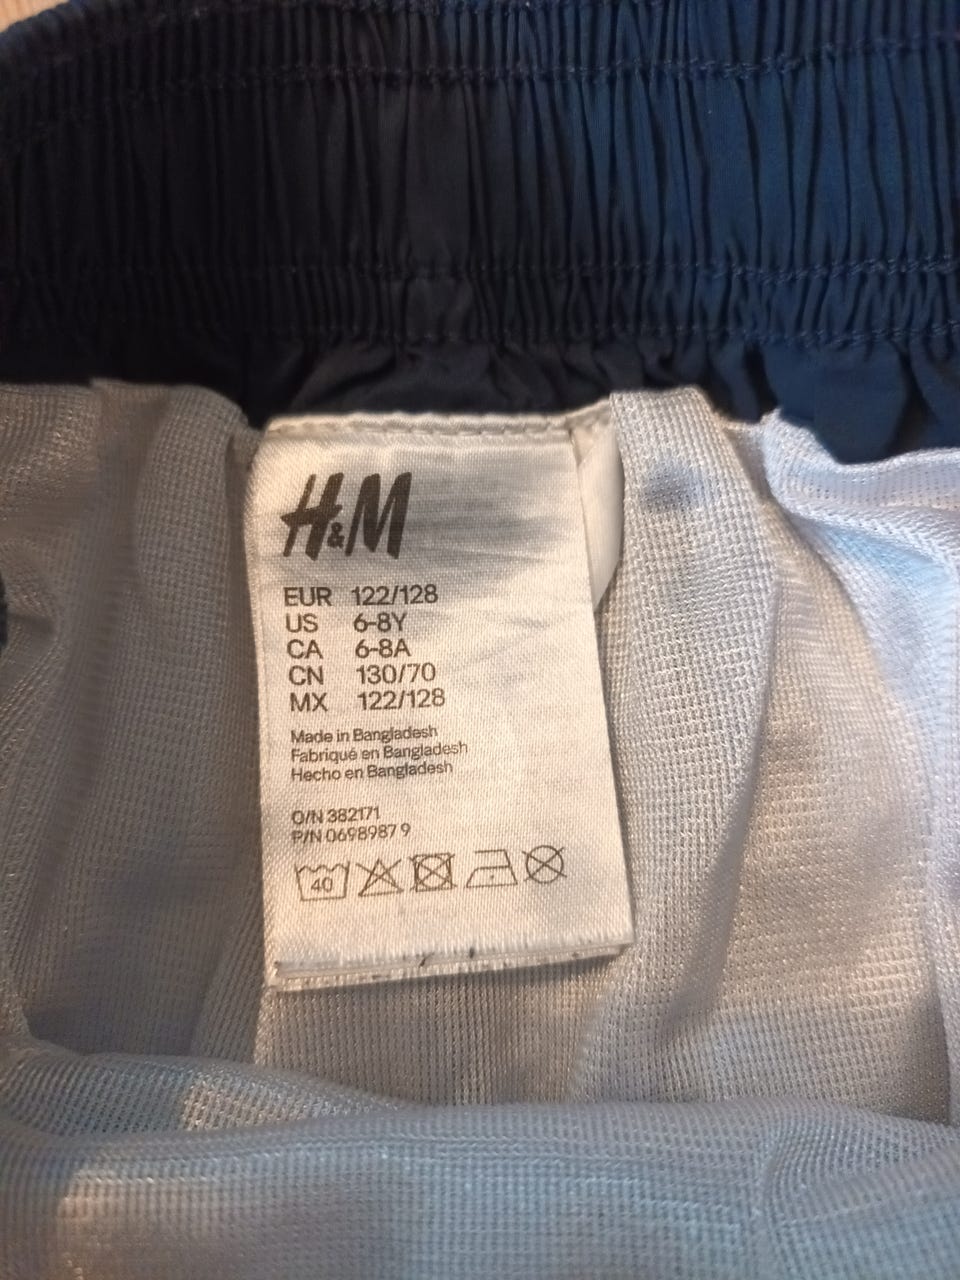 H&M
EUR 122/128
US 6-8Y
CA 6-8A
CN 130/70
MX 122/128
Made in Bangladesh
Fabriqué en Bangladesh
Hecho en Bangladesh
O/N 382171
P/N 0698987 9
40